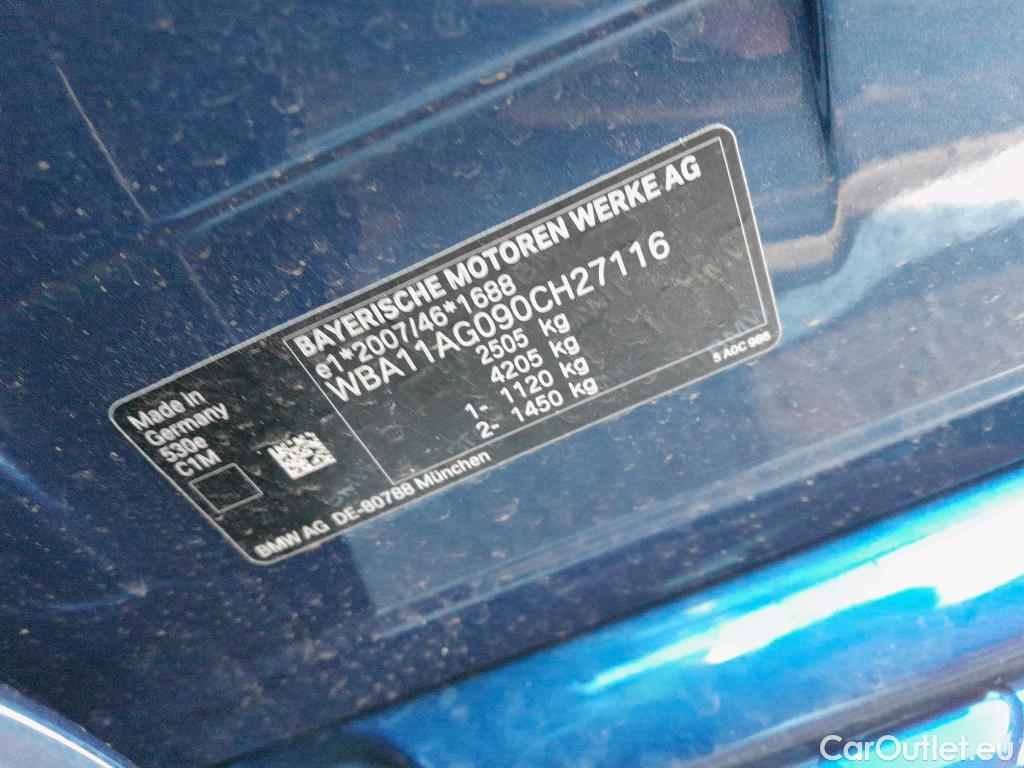 BAYERISCHE MOTOREN WERKE AG
e1*2007/46*1688
WBA11AG090CH27116
2505 kg
4205 kg
1- 1120 kg
2- 1450 kg
Made in
Germany
530e
C1M
5 A0C 986
BMW AG DE-80788 München
CarOutlet.eu